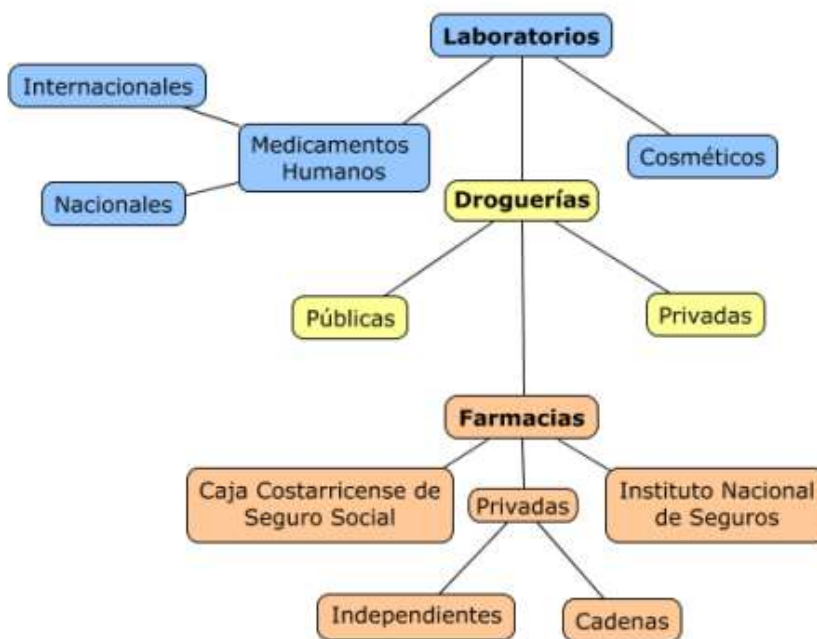 Laboratorios
Internacionales
Medicamentos
Humanos
Cosméticos
Nacionales
Droguerías
Públicas
Privadas
Farmacias
Caja Costarricense de
Seguro Social
Privadas
Instituto Nacional
de Seguros
Independientes
Cadenas